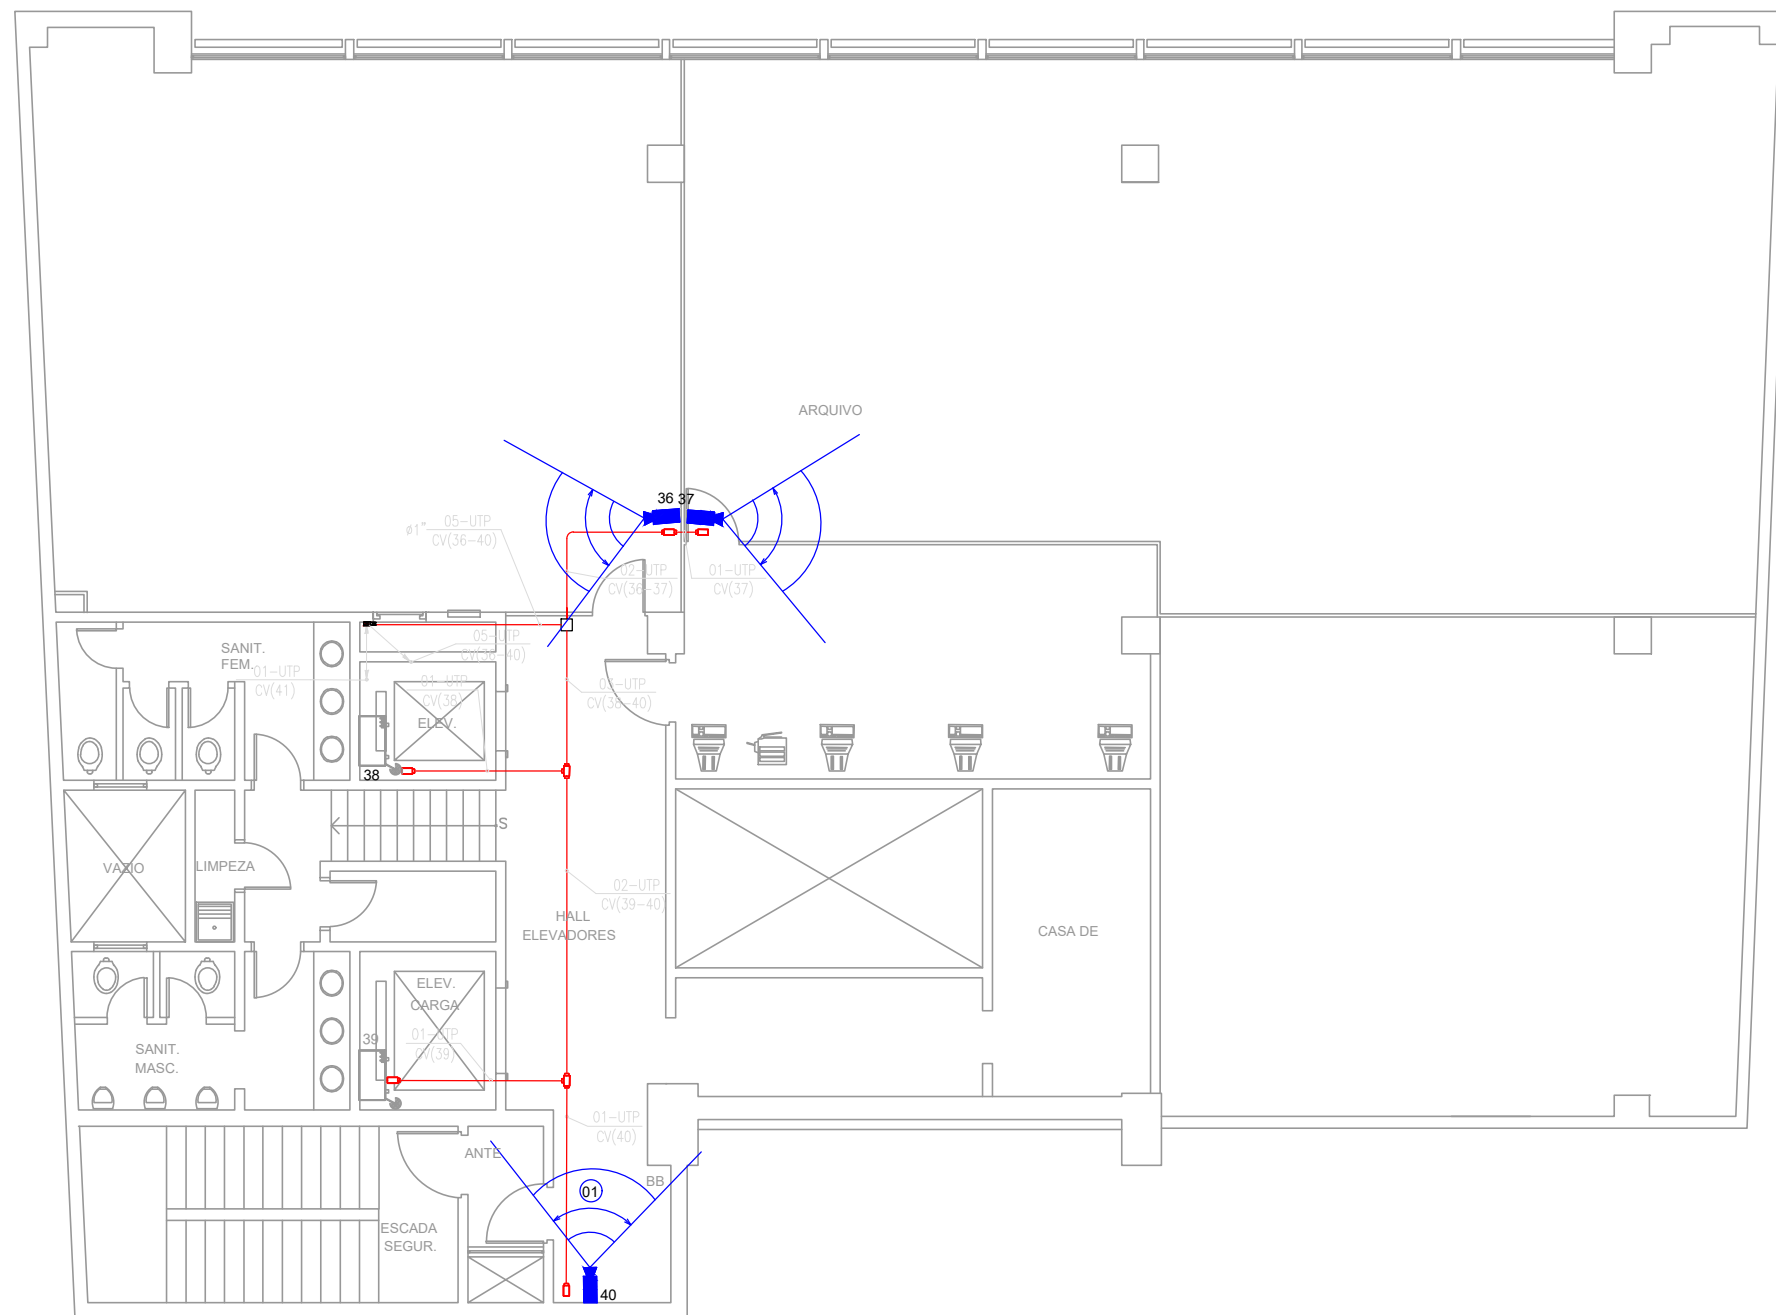 ARQUIVO
36 37
ø1"
05-UTP
CV(36-40)
02-UTP
CV(36-37)
01-UTP
CV(37)
SANIT.
FEM.
05-UTP
CV(36-40)
01-UTP
CV(41)
01-UTP
CV(38)
03-UTP
CV(38-40)
ELEV.
38
S
VAZIO
LIMPEZA
02-UTP
CV(39-40)
HALL
ELEVADORES
CASA DE
ELEV.
CARGA
39
01-UTP
CV(39)
SANIT.
MASC.
01-UTP
CV(40)
ANTE
BB
01
ESCADA
SEGUR.
40